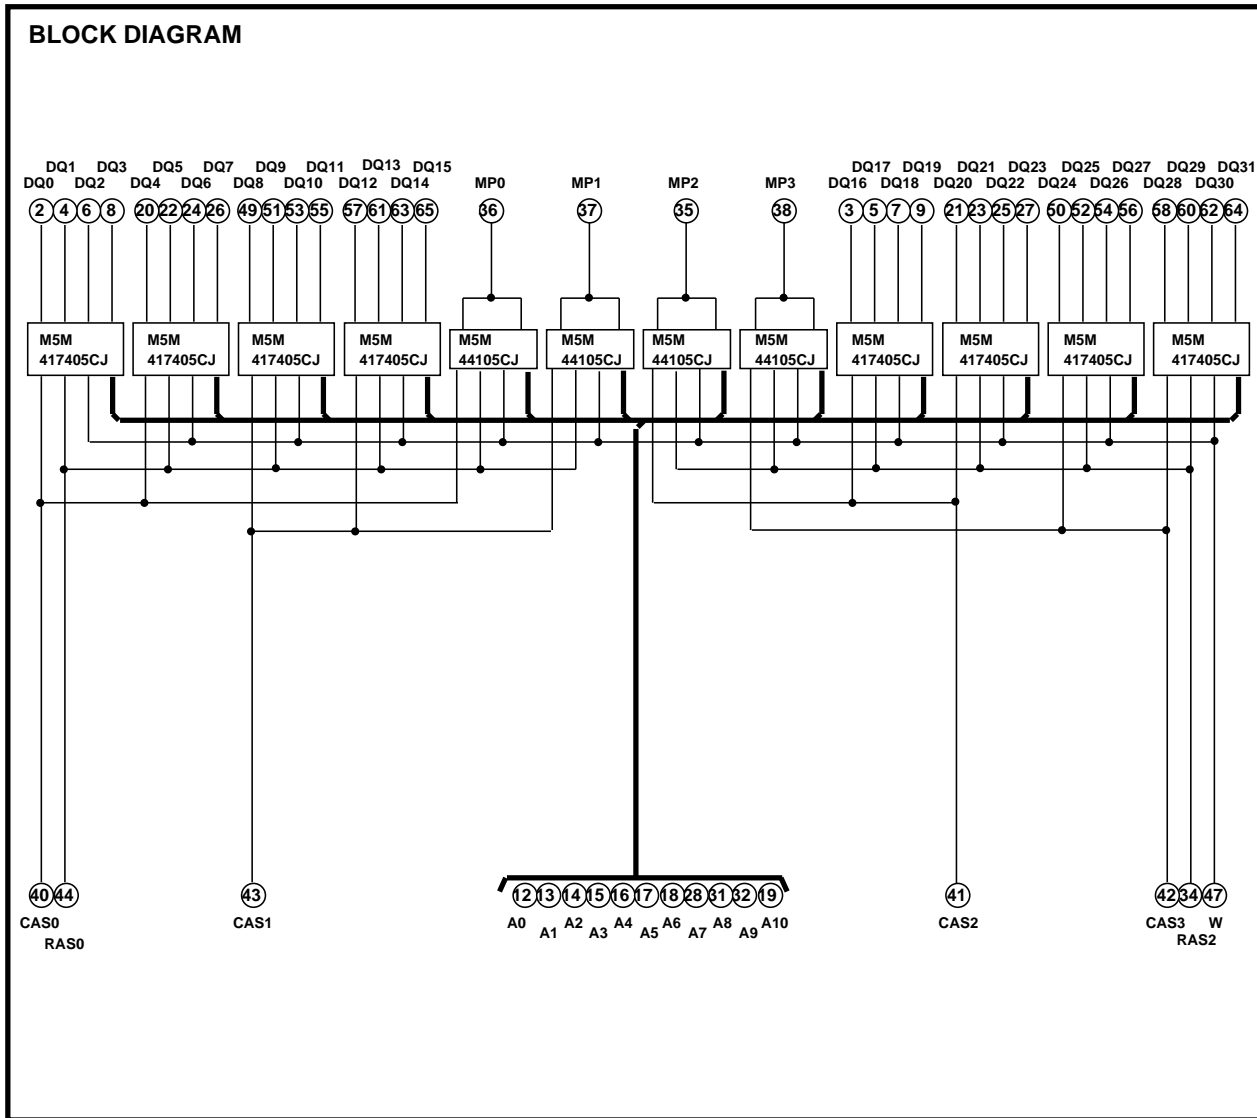 BLOCK DIAGRAM
DQ1 DQ3 DQ5 DQ7 DQ9 DQ11 DQ13 DQ15 DQ17 DQ19 DQ21 DQ23 DQ25 DQ27 DQ29 DQ31
DQ0 DQ2 DQ4 DQ6 DQ8 DQ10 DQ12 DQ14 MP0 MP1 MP2 MP3 DQ16 DQ18 DQ20 DQ22 DQ24 DQ26 DQ28 DQ30
2 4 6 8 20 22 24 26 49 51 53 55 57 61 63 65 36 37 35 38 3 5 7 9 21 23 25 27 50 52 54 56 58 60 62 64
M5M M5M M5M M5M M5M M5M M5M M5M M5M M5M M5M M5M
417405CJ 417405CJ 417405CJ 417405CJ 44105CJ 44105CJ 44105CJ 44105CJ 417405CJ 417405CJ 417405CJ 417405CJ
40 44 43 12 13 14 15 16 17 18 28 31 32 19 41 42 34 47
CAS0 CAS1 A0 A2 A4 A6 A8 A10 CAS2 CAS3 W
RAS0 A1 A3 A5 A7 A9 RAS2